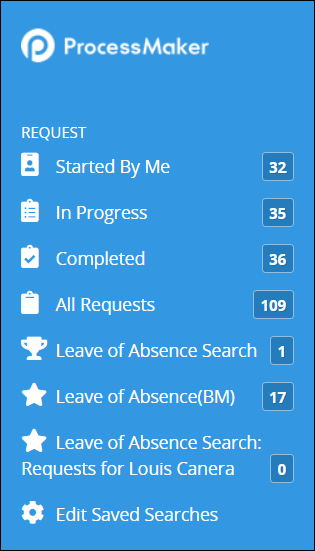 ProcessMaker
REQUEST
Started By Me 32
In Progress 35
Completed 36
All Requests 109
Leave of Absence Search 1
Leave of Absence(BM) 17
Leave of Absence Search:
Requests for Louis Canera 0
Edit Saved Searches